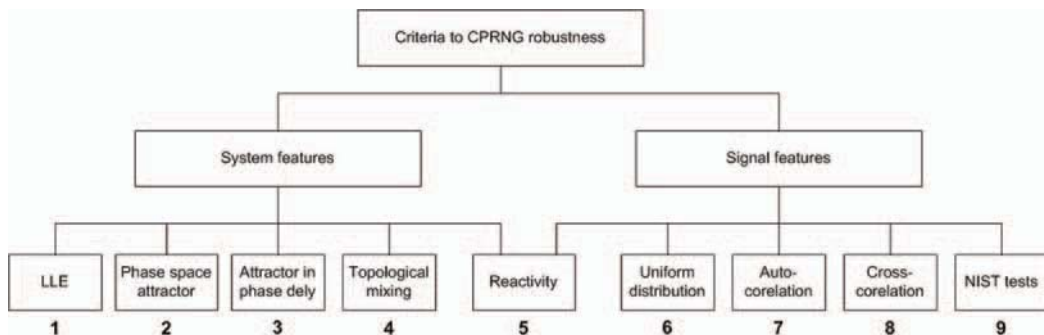 Criteria to CPRNG robustness
System features
Signal features
LLE
Phase space
attractor
Attractor in
phase dely
Topological
mixing
Reactivity
Uniform
distribution
Auto-
corelation
Cross-
corelation
NIST tests
1 2 3 4 5 6 7 8 9